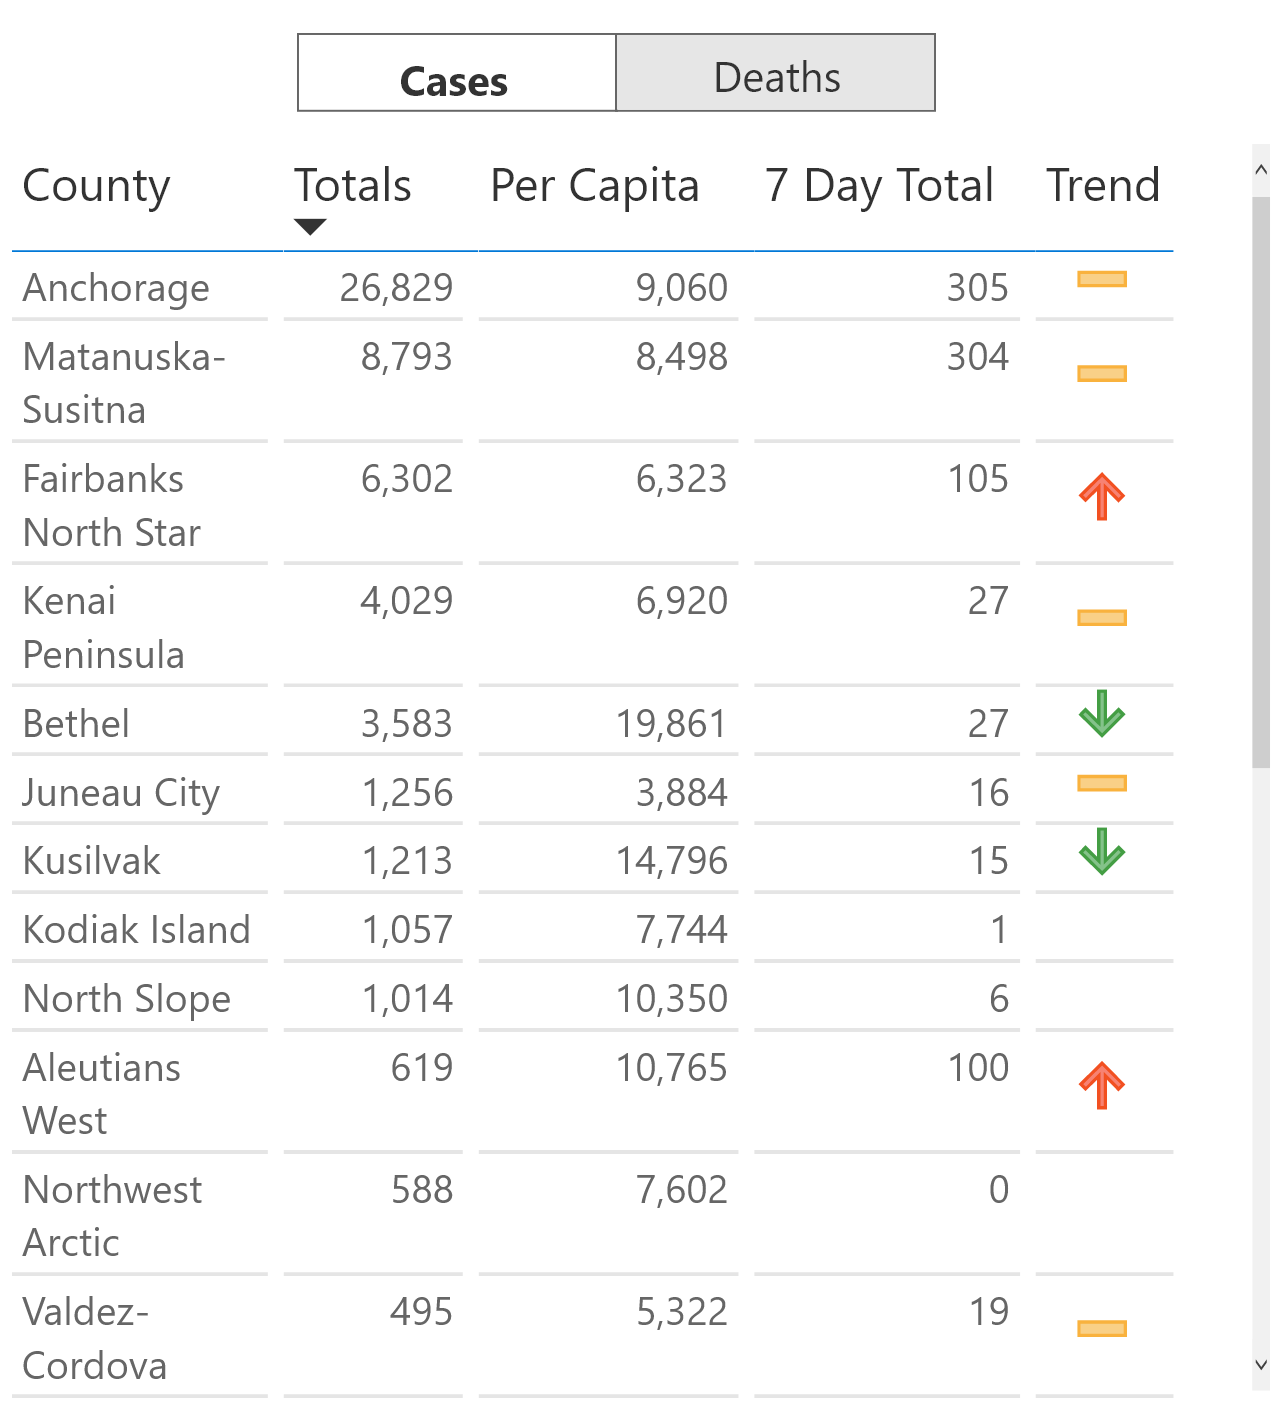 Cases Deaths
County Totals Per Capita 7 Day Total Trend
Anchorage 26,829 9,060 305
Matanuska- 8,793 8,498 304
Susitna
Fairbanks 6,302 6,323 105
North Star
Kenai 4,029 6,920 27
Peninsula
Bethel 3,583 19,861 27
Juneau City 1,256 3,884 16
Kusilvak 1,213 14,796 15
Kodiak Island 1,057 7,744 1
North Slope 1,014 10,350 6
Aleutians 619 10,765 100
West
Northwest 588 7,602 0
Arctic
Valdez- 495 5,322 19
Cordova